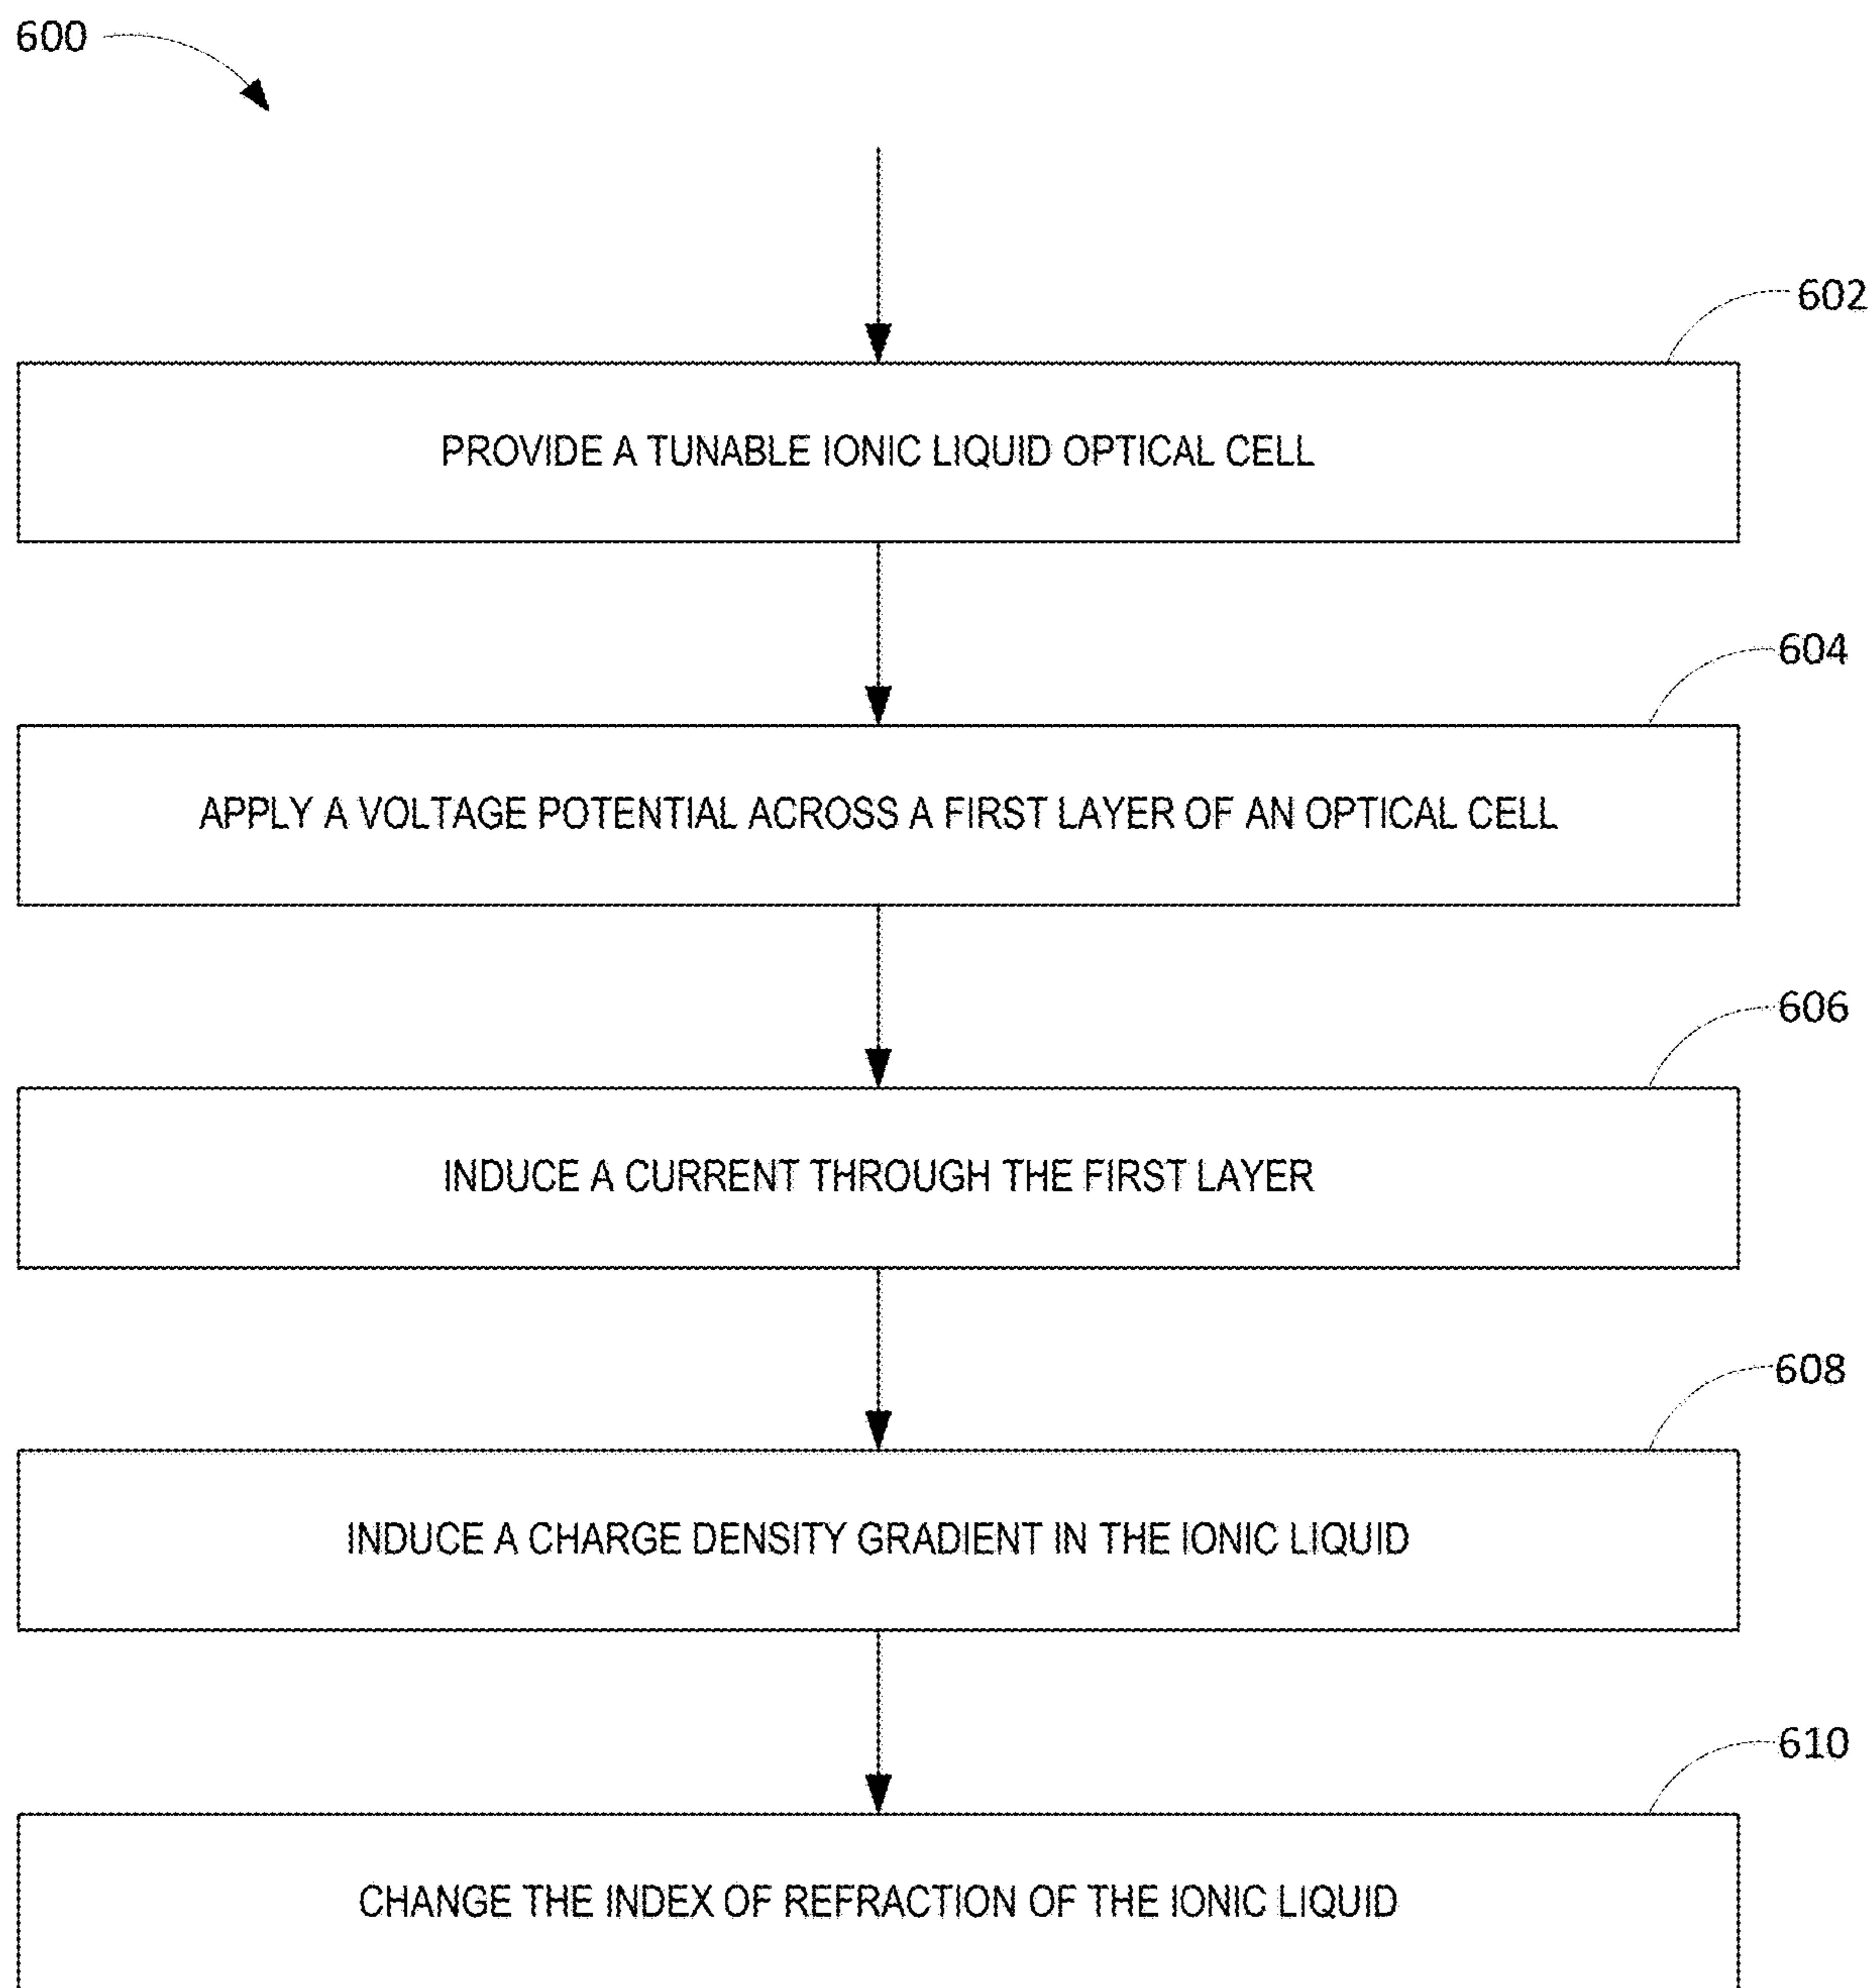 600
602
PROVIDE A TUNABLE IONIC LIQUID OPTICAL CELL
604
APPLY A VOLTAGE POTENTIAL ACROSS A FIRST LAYER OF AN OPTICAL CELL
606
INDUCE A CURRENT THROUGH THE FIRST LAYER
608
INDUCE A CHARGE DENSITY GRADIENT IN THE IONIC LIQUID
610
CHANGE THE INDEX OF REFRACTION OF THE IONIC LIQUID